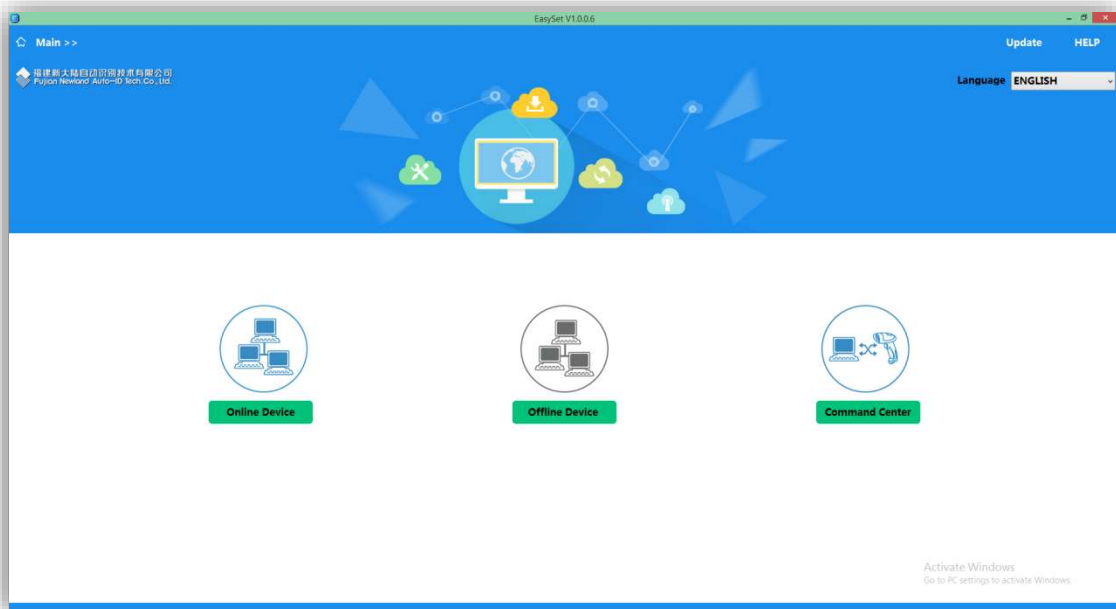 EasySet V1.0.0.6
Main >>
Update
HELP
福建新大陆自动识别技术有限公司
Fujian Newland Auto-ID Tech Co., Ltd.
Language
ENGLISH
Online Device
Offline Device
Command Center
Activate Windows
Go to PC settings to activate Windows.